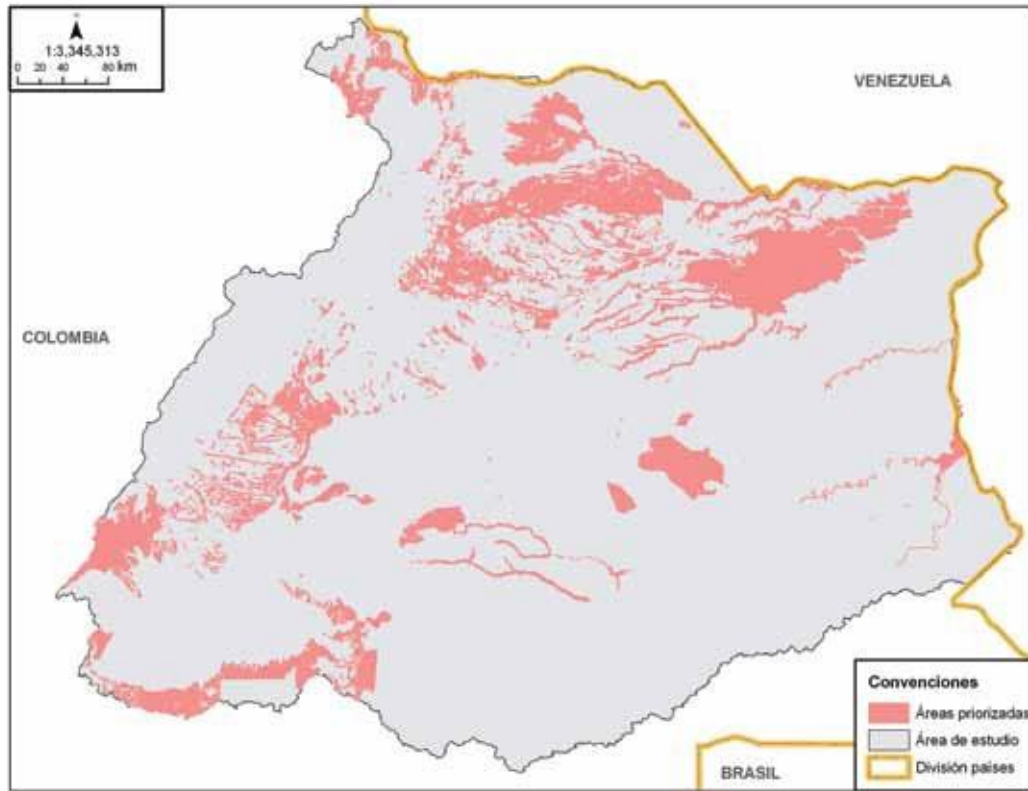 1:3,345,313
0 20 40 80 km
VENEZUELA
COLOMBIA
Convenciones
Áreas priorizadas
Área de estudio
División países
BRASIL